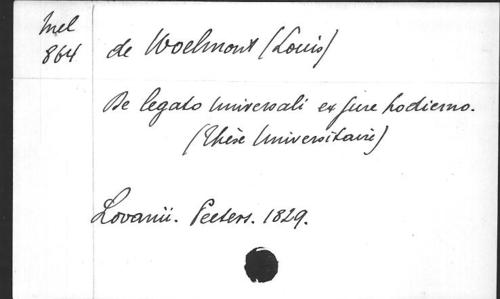 Mel
864
de Woelmont (Louis)
De legato universali ex jure hodierno.
(Thèse Universitaire)
Lovanii. Peeters. 1829.